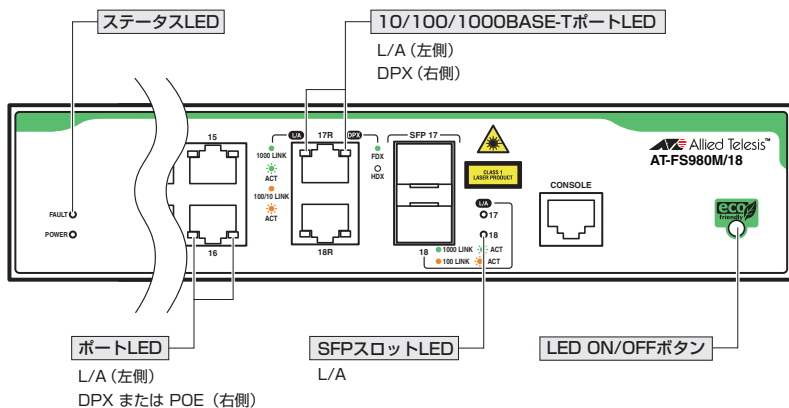 ステータスLED
10/100/1000BASE-TポートLED
L/A(左側)
DPX(右側)
15
L/A
17R
DPX
SFP 17
1000 LINK
ACT
100/10 LINK
ACT
FDX
HDX
CLASS 1
LASER PRODUCT
Allied Telesis™
AT-FS980M/18
CONSOLE
eco
friendly
FAULT
POWER
L/A
17
18
16
18R
18
1000 LINK
ACT
100 LINK
ACT
ポートLED
L/A(左側)
DPX または POE(右側)
SFPスロットLED
L/A
LED ON/OFFボタン